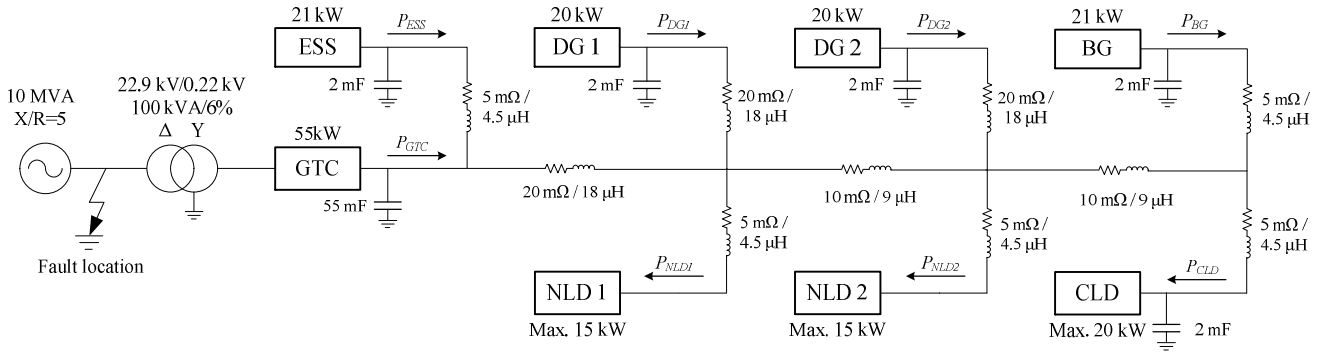 10 MVA
X/R=5
22.9 kV/0.22 kV
100 kVA/6%
Δ Y
Fault location
21 kW
ESS
P_ESS
2 mF
5 mΩ /
4.5 μH
55kW
GTC
P_GTC
55 mF
20 mΩ / 18 μH
20 kW
DG 1
P_DG1
2 mF
20 mΩ /
18 μH
5 mΩ /
4.5 μH
P_NLD1
NLD 1
Max. 15 kW
10 mΩ / 9 μH
20 kW
DG 2
P_DG2
2 mF
20 mΩ /
18 μH
5 mΩ /
4.5 μH
P_NLD2
NLD 2
Max. 15 kW
10 mΩ / 9 μH
21 kW
BG
P_BG
2 mF
5 mΩ /
4.5 μH
5 mΩ /
4.5 μH
P_CLD
CLD
Max. 20 kW
2 mF